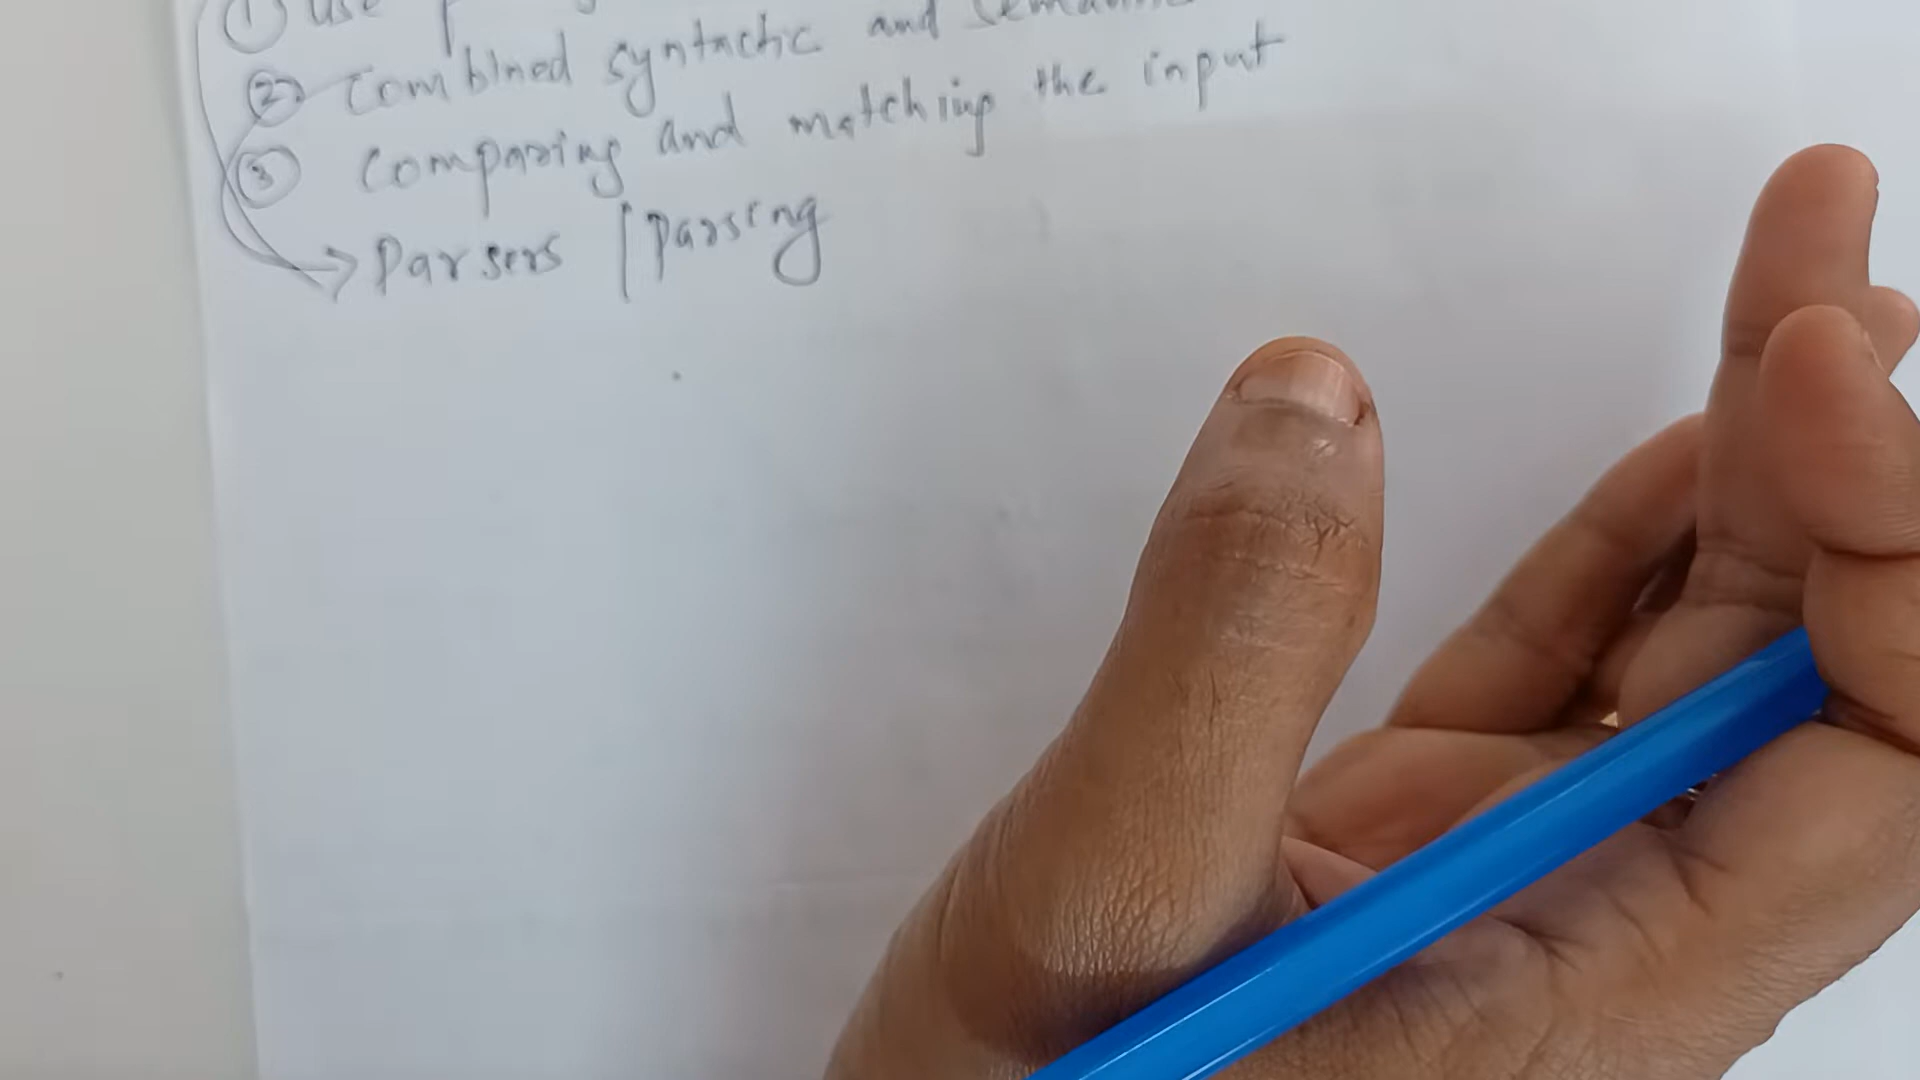 ① use
② Combined syntactic and
③ Comparing and matching the input
→ Parsers | Parsing